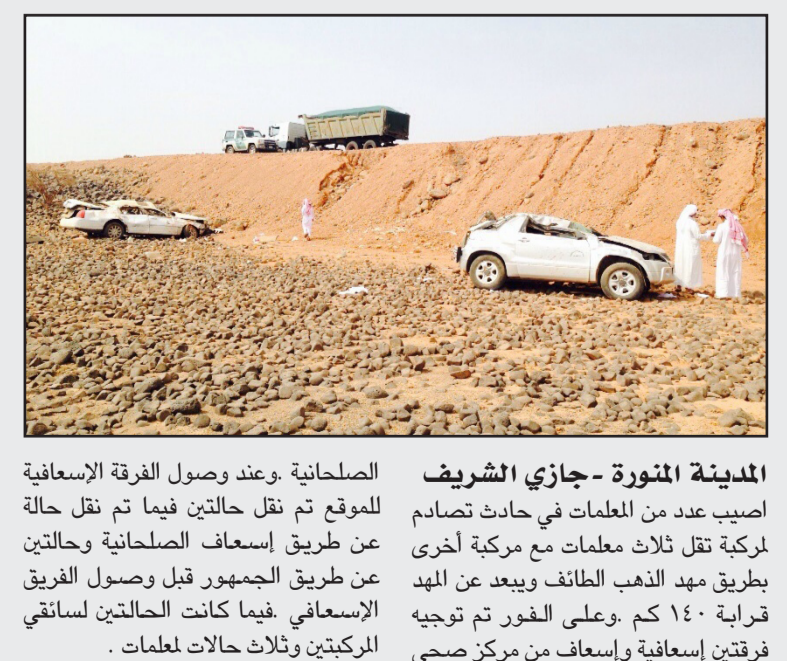 المدينة المنورة - جازي الشريف
اصيب عدد من المعلمات في حادث تصادم
لمركبة تقل ثلاث معلمات مع مركبة أخرى
بطريق مهد الذهب الطائف ويبعد عن المهد
قرابة ١٤٠ كم .وعلى الفور تم توجيه
فرقتين إسعافية وإسعاف من مركز صحي
الصلحانية .وعند وصول الفرقة الإسعافية
للموقع تم نقل حالتين فيما تم نقل حالة
عن طريق إسعاف الصلحانية وحالتين
عن طريق الجمهور قبل وصول الفريق
الإسعافي .فيما كانت الحالتين لسائقي
المركبتين وثلاث حالات لمعلمات .